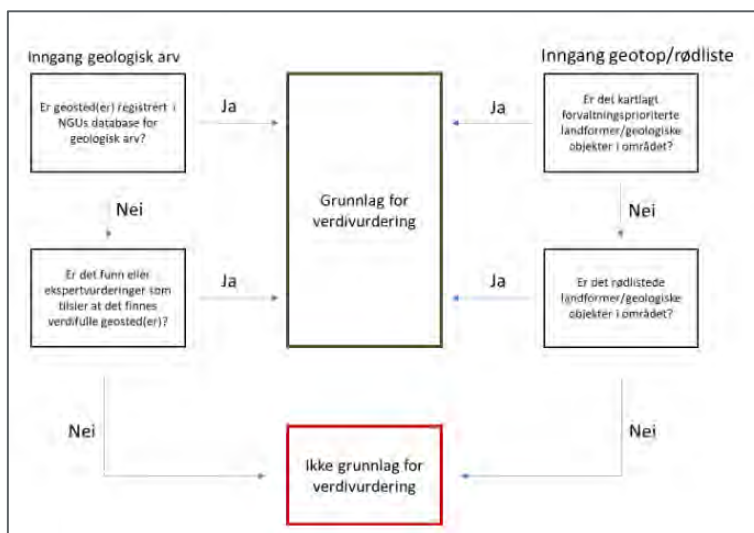 Inngang geologisk arv
Er geosted(er) registrert i
NGUs database for
geologisk arv?
Ja
Nei
Er det funn eller
ekspertvurderinger som
tilsier at det finnes
verdifulle geosted(er)?
Ja
Nei
Grunnlag for
verdivurdering
Ikke grunnlag for
verdivurdering
Inngang geotop/rødliste
Ja
Er det kartlagt
forvaltningsprioriterte
landformer/geologiske
objekter i området?
Nei
Ja
Er det rødlistede
landformer/geologiske
objekter i området?
Nei